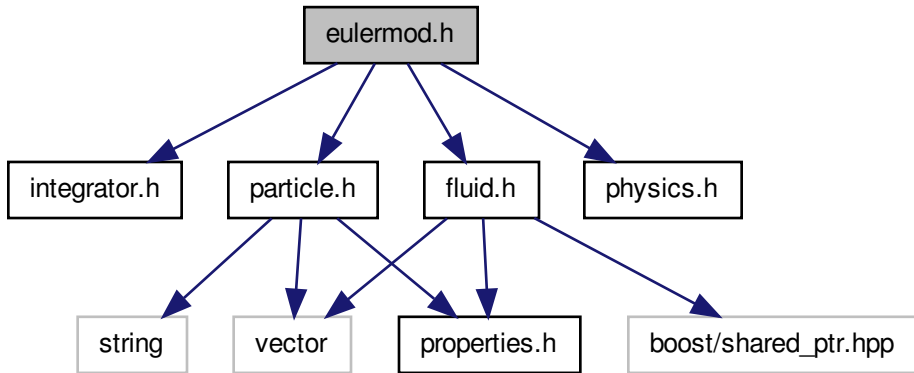 eulermod.h
integrator.h
particle.h
fluid.h
physics.h
string
vector
properties.h
boost/shared_ptr.hpp